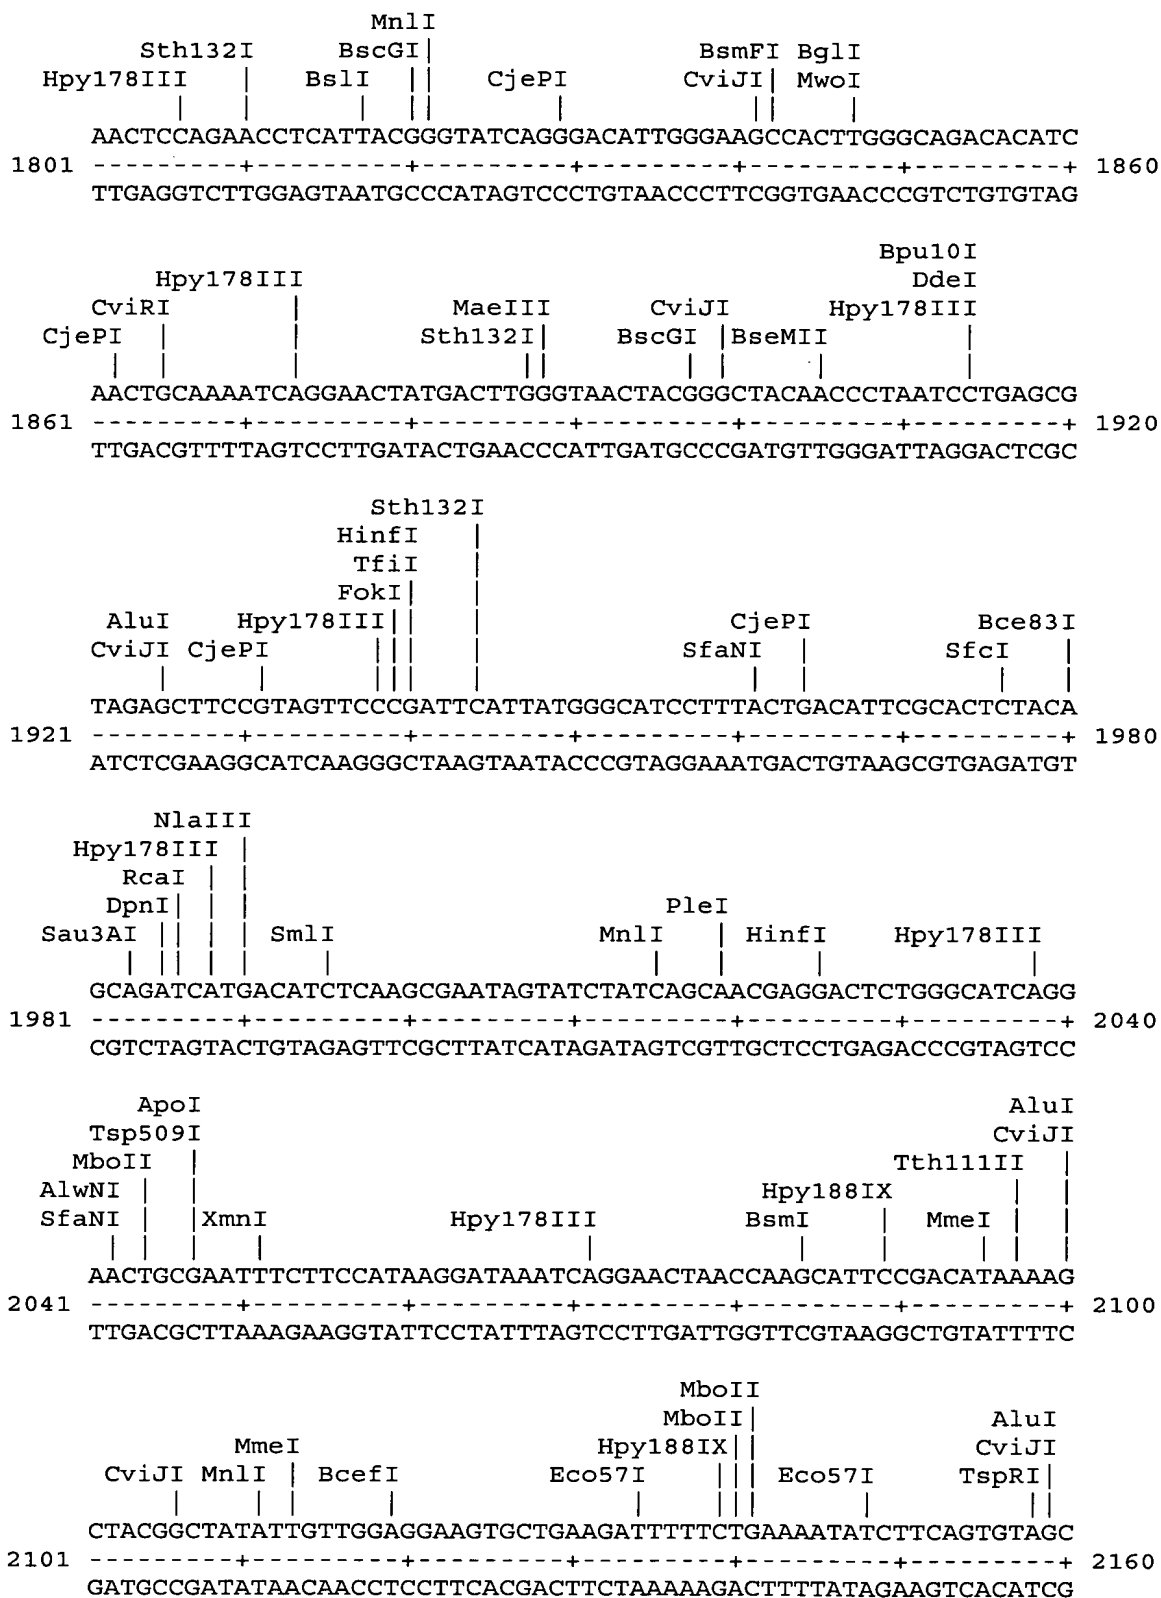 MnlI
Sth132I BscGI| BsmFI BglI
Hpy178III | BslI || CjePI CviJI| MwoI
AACTCCAGAACCTCATTACGGGTATCAGGGACATTGGGAAGCCACTTGGGCAGACACATC
1801 ---------+---------+---------+---------+---------+---------+ 1860
TTGAGGTCTTGGAGTAATGCCCATAGTCCCTGTAACCCTTCGGTGAACCCGTCTGTGTAG
Bpu10I
Hpy178III DdeI
CviRI | MaeIII CviJI Hpy178III
CjePI | | Sth132I| BscGI |BseMII |
AACTGCAAAATCAGGAACTATGACTTGGGTAACTACGGGCTACAACCCTAATCCTGAGCG
1861 ---------+---------+---------+---------+---------+---------+ 1920
TTGACGTTTTAGTCCTTGATACTGAACCCATTGATGCCCGATGTTGGGATTAGGACTCGC
Sth132I
HinfI |
TfiI |
FokI| |
AluI Hpy178III|| | CjePI Bce83I
CviJI CjePI ||| | SfaNI | SfcI |
TAGAGCTTCCGTAGTTCCCGATTCATTATGGGCATCCTTTACTGACATTCGCACTCTACA
1921 ---------+---------+---------+---------+---------+---------+ 1980
ATCTCGAAGGCATCAAGGGCTAAGTAATACCCGTAGGAAATGACTGTAAGCGTGAGATGT
NlaIII
Hpy178III |
RcaI | |
DpnI| | | PleI
Sau3AI || | | SmlI MnlI | HinfI Hpy178III
GCAGATCATGACATCTCAAGCGAATAGTATCTATCAGCAACGAGGACTCTGGGCATCAGG
1981 ---------+---------+---------+---------+---------+---------+ 2040
CGTCTAGTACTGTAGAGTTCGCTTATCATAGATAGTCGTTGCTCCTGAGACCCGTAGTCC
ApoI AluI
Tsp509I CviJI
MboII | Tth111II |
AlwNI | | Hpy188IX | |
SfaNI | |XmnI Hpy178III BsmI | MmeI | |
AACTGCGAATTTCTTCCATAAGGATAAATCAGGAACTAACCAAGCATTCCGACATAAAAG
2041 ---------+---------+---------+---------+---------+---------+ 2100
TTGACGCTTAAAGAAGGTATTCCTATTTAGTCCTTGATTGGTTCGTAAGGCTGTATTTTC
MboII
MboII| AluI
MmeI Hpy188IX|| CviJI
CviJI MnlI | BcefI Eco57I ||| Eco57I TspRI|
CTACGGCTATATTGTTGGAGGAAGTGCTGAAGATTTTTCTGAAAATATCTTCAGTGTAGC
2101 ---------+---------+---------+---------+---------+---------+ 2160
GATGCCGATATAACAACCTCCTTCACGACTTCTAAAAAGACTTTTATAGAAGTCACATCG